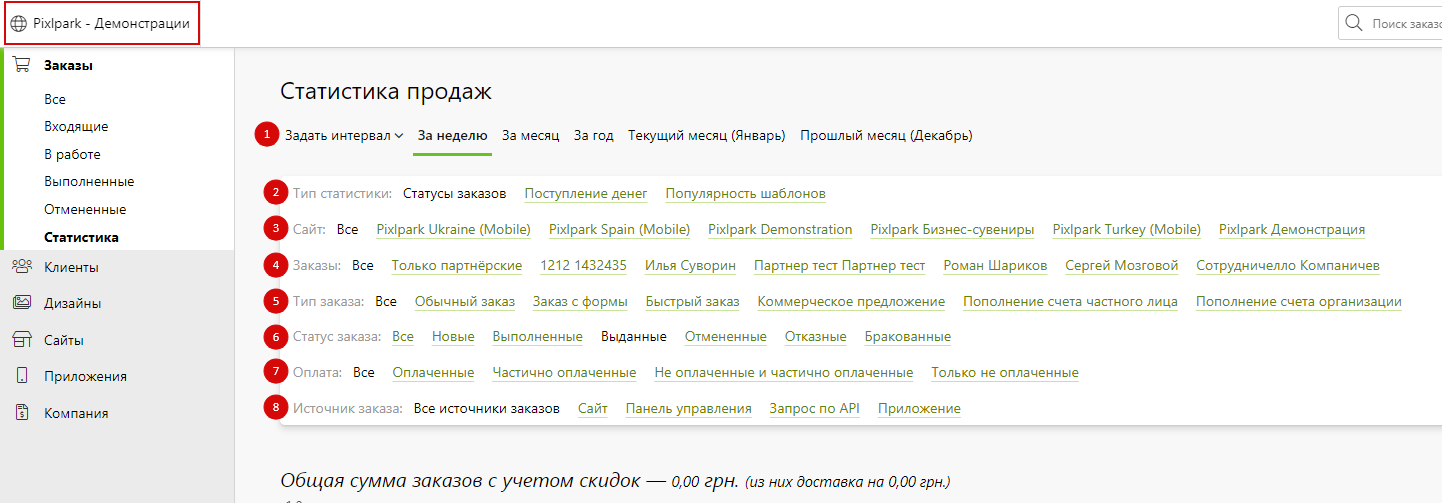 Pixlpark - Демонстрации
Поиск заказо
Заказы
Все
Входящие
В работе
Выполненные
Отмененные
Статистика
Клиенты
Дизайны
Сайты
Приложения
Компания
Статистика продаж
1 Задать интервал За неделю За месяц За год Текущий месяц (Январь) Прошлый месяц (Декабрь)
2 Тип статистики: Статусы заказов Поступление денег Популярность шаблонов
3 Сайт: Все Pixlpark Ukraine (Mobile) Pixlpark Spain (Mobile) Pixlpark Demonstration Pixlpark Бизнес-сувениры Pixlpark Turkey (Mobile) Pixlpark Демонстрация
4 Заказы: Все Только партнёрские 1212 1432435 Илья Суворин Партнер тест Партнер тест Роман Шариков Сергей Мозговой Сотрудничелло Компаничев
5 Тип заказа: Все Обычный заказ Заказ с формы Быстрый заказ Коммерческое предложение Пополнение счета частного лица Пополнение счета организации
6 Статус заказа: Все Новые Выполненные Выданные Отмененные Отказные Бракованные
7 Оплата: Все Оплаченные Частично оплаченные Не оплаченные и частично оплаченные Только не оплаченные
8 Источник заказа: Все источники заказов Сайт Панель управления Запрос по API Приложение
Общая сумма заказов с учетом скидок — 0,00 грн. (из них доставка на 0,00 грн.)